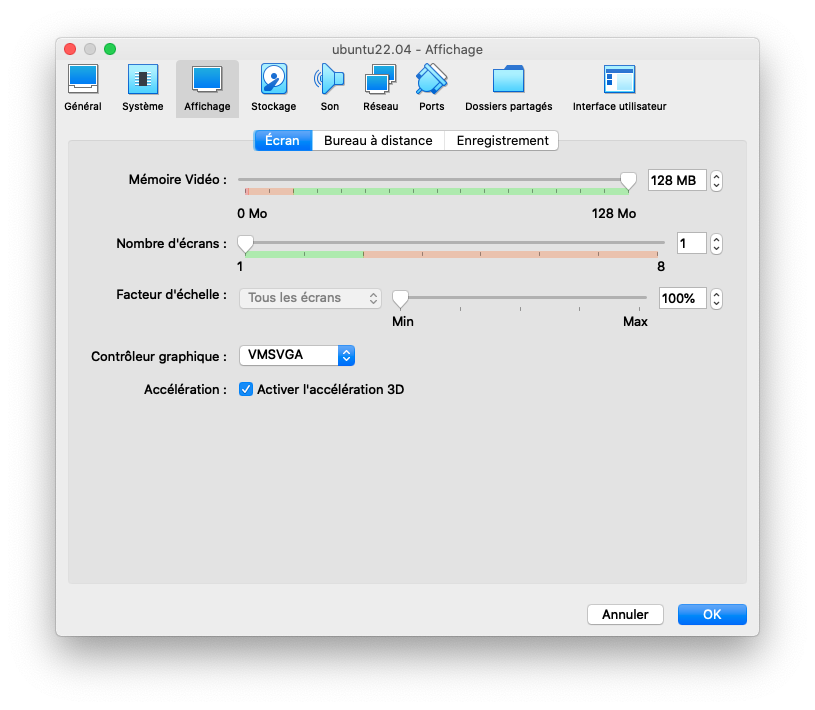 ubuntu22.04 - Affichage
Général Système Affichage Stockage Son Réseau Ports Dossiers partagés Interface utilisateur
Écran Bureau à distance Enregistrement
Mémoire Vidéo : 128 MB
0 Mo 128 Mo
Nombre d'écrans : 1
1 8
Facteur d'échelle : Tous les écrans 100%
Min Max
Contrôleur graphique : VMSVGA
Accélération : Activer l'accélération 3D
Annuler OK